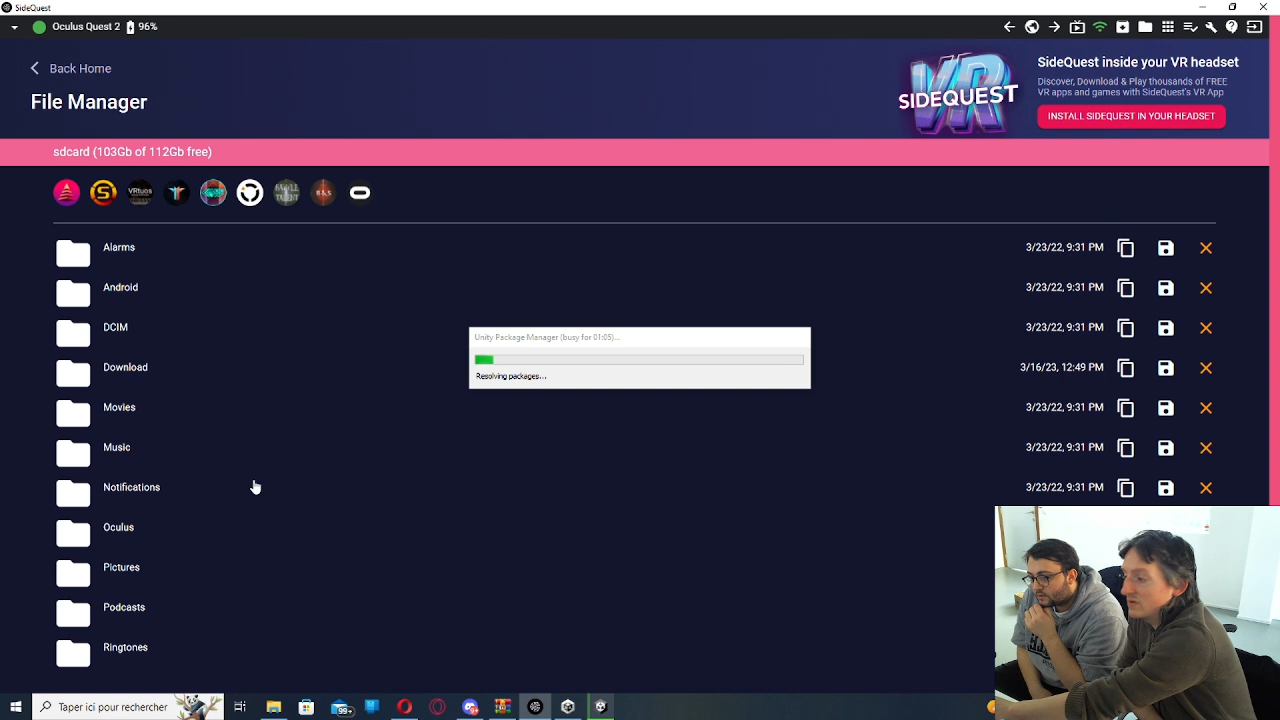 SideQuest
Oculus Quest 2 96%
Back Home
File Manager
VR
SIDEQUEST
SideQuest inside your VR headset
Discover, Download & Play thousands of FREE
VR apps and games with SideQuest's VR App
INSTALL SIDEQUEST IN YOUR HEADSET
sdcard (103Gb of 112Gb free)
Alarms 3/23/22, 9:31 PM
Android 3/23/22, 9:31 PM
DCIM 3/23/22, 9:31 PM
Unity Package Manager (busy for 01:05)...
Resolving packages...
Download 3/16/23, 12:49 PM
Movies 3/23/22, 9:31 PM
Music 3/23/22, 9:31 PM
Notifications 3/23/22, 9:31 PM
Oculus
Pictures
Podcasts
Ringtones
Taper ici pour rechercher
99+